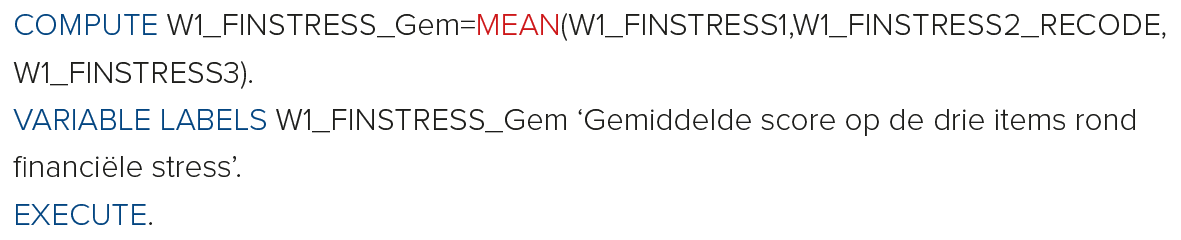 COMPUTE W1_FINSTRESS_Gem=MEAN(W1_FINSTRESS1,W1_FINSTRESS2_RECODE,
W1_FINSTRESS3).
VARIABLE LABELS W1_FINSTRESS_Gem ‘Gemiddelde score op de drie items rond
financiële stress’.
EXECUTE.